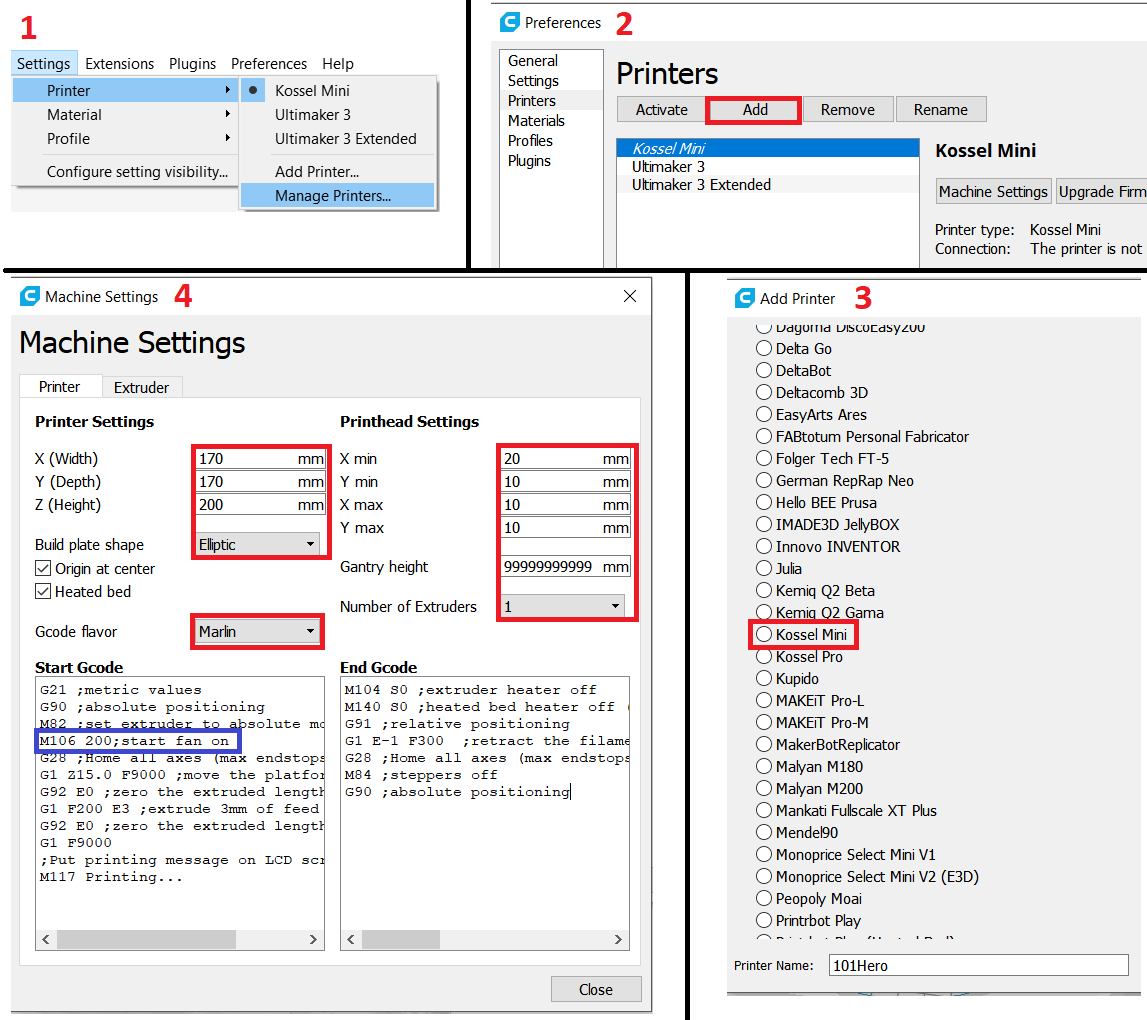 1
Settings Extensions Plugins Preferences Help
Printer
Material
Profile
Configure setting visibility...
Kossel Mini
Ultimaker 3
Ultimaker 3 Extended
Add Printer...
Manage Printers...
Preferences 2
General
Settings
Printers
Materials
Profiles
Plugins
Printers
Activate Add Remove Rename
Kossel Mini
Ultimaker 3
Ultimaker 3 Extended
Kossel Mini
Machine Settings Upgrade Firm
Printer type: Kossel Mini
Connection: The printer is not
Add Printer 3
Dagoma DiscoEasy200
Delta Go
DeltaBot
Deltacomb 3D
EasyArts Ares
FABtotum Personal Fabricator
Folger Tech FT-5
German RepRap Neo
Hello BEE Prusa
IMADE3D JellyBOX
Innovo INVENTOR
Julia
Kemiq Q2 Beta
Kemiq Q2 Gama
Kossel Mini
Kossel Pro
Kupido
MAKEiT Pro-L
MAKEiT Pro-M
MakerBotReplicator
Malyan M180
Malyan M200
Mankati Fullscale XT Plus
Mendel90
Monoprice Select Mini V1
Monoprice Select Mini V2 (E3D)
Peopoly Moai
Printrbot Play
Printer Name: 101Hero
Machine Settings 4
Machine Settings
Printer Extruder
Printer Settings
X (Width) 170 mm
Y (Depth) 170 mm
Z (Height) 200 mm
Build plate shape Elliptic
Origin at center
Heated bed
Gcode flavor Marlin
Printhead Settings
X min 20 mm
Y min 10 mm
X max 10 mm
Y max 10 mm
Gantry height 99999999999 mm
Number of Extruders 1
Start Gcode
G21 ;metric values
G90 ;absolute positioning
M82 ;set extruder to absolute mo
M106 200;start fan on
G28 ;Home all axes (max endstops
G1 Z15.0 F9000 ;move the platfor
G92 E0 ;zero the extruded length
G1 F200 E3 ;extrude 3mm of feed
G92 E0 ;zero the extruded length
G1 F9000
;Put printing message on LCD scr
M117 Printing...
End Gcode
M104 S0 ;extruder heater off
M140 S0 ;heated bed heater off (
G91 ;relative positioning
G1 E-1 F300 ;retract the filame
G28 ;Home all axes (max endstops
M84 ;steppers off
G90 ;absolute positioning
Close